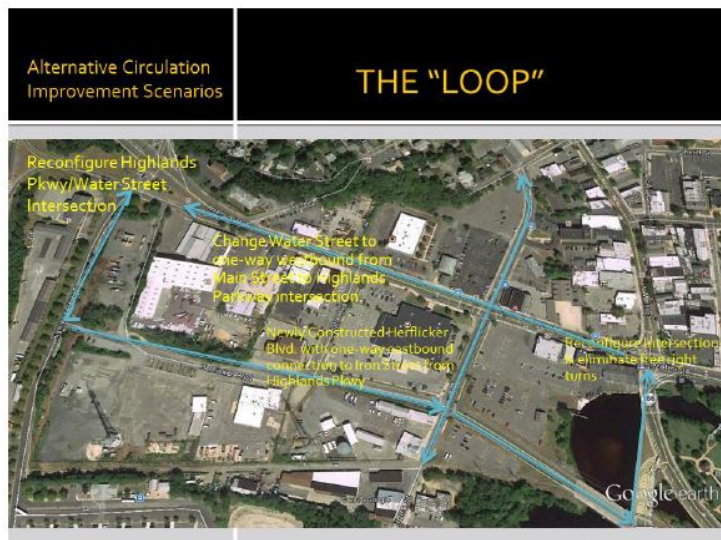 Alternative Circulation
Improvement Scenarios
THE “LOOP”
Reconfigure Highlands
Pkwy/Water Street
Intersection
Change Water Street to
one-way westbound from
Main Street to Highlands
Parkway intersection.
Newly Constructed Herflicker
Blvd. with one-way eastbound
connection to Iron Street from
Highlands Pkwy
Reconfigure Intersection
& eliminate free right
turns
Google earth